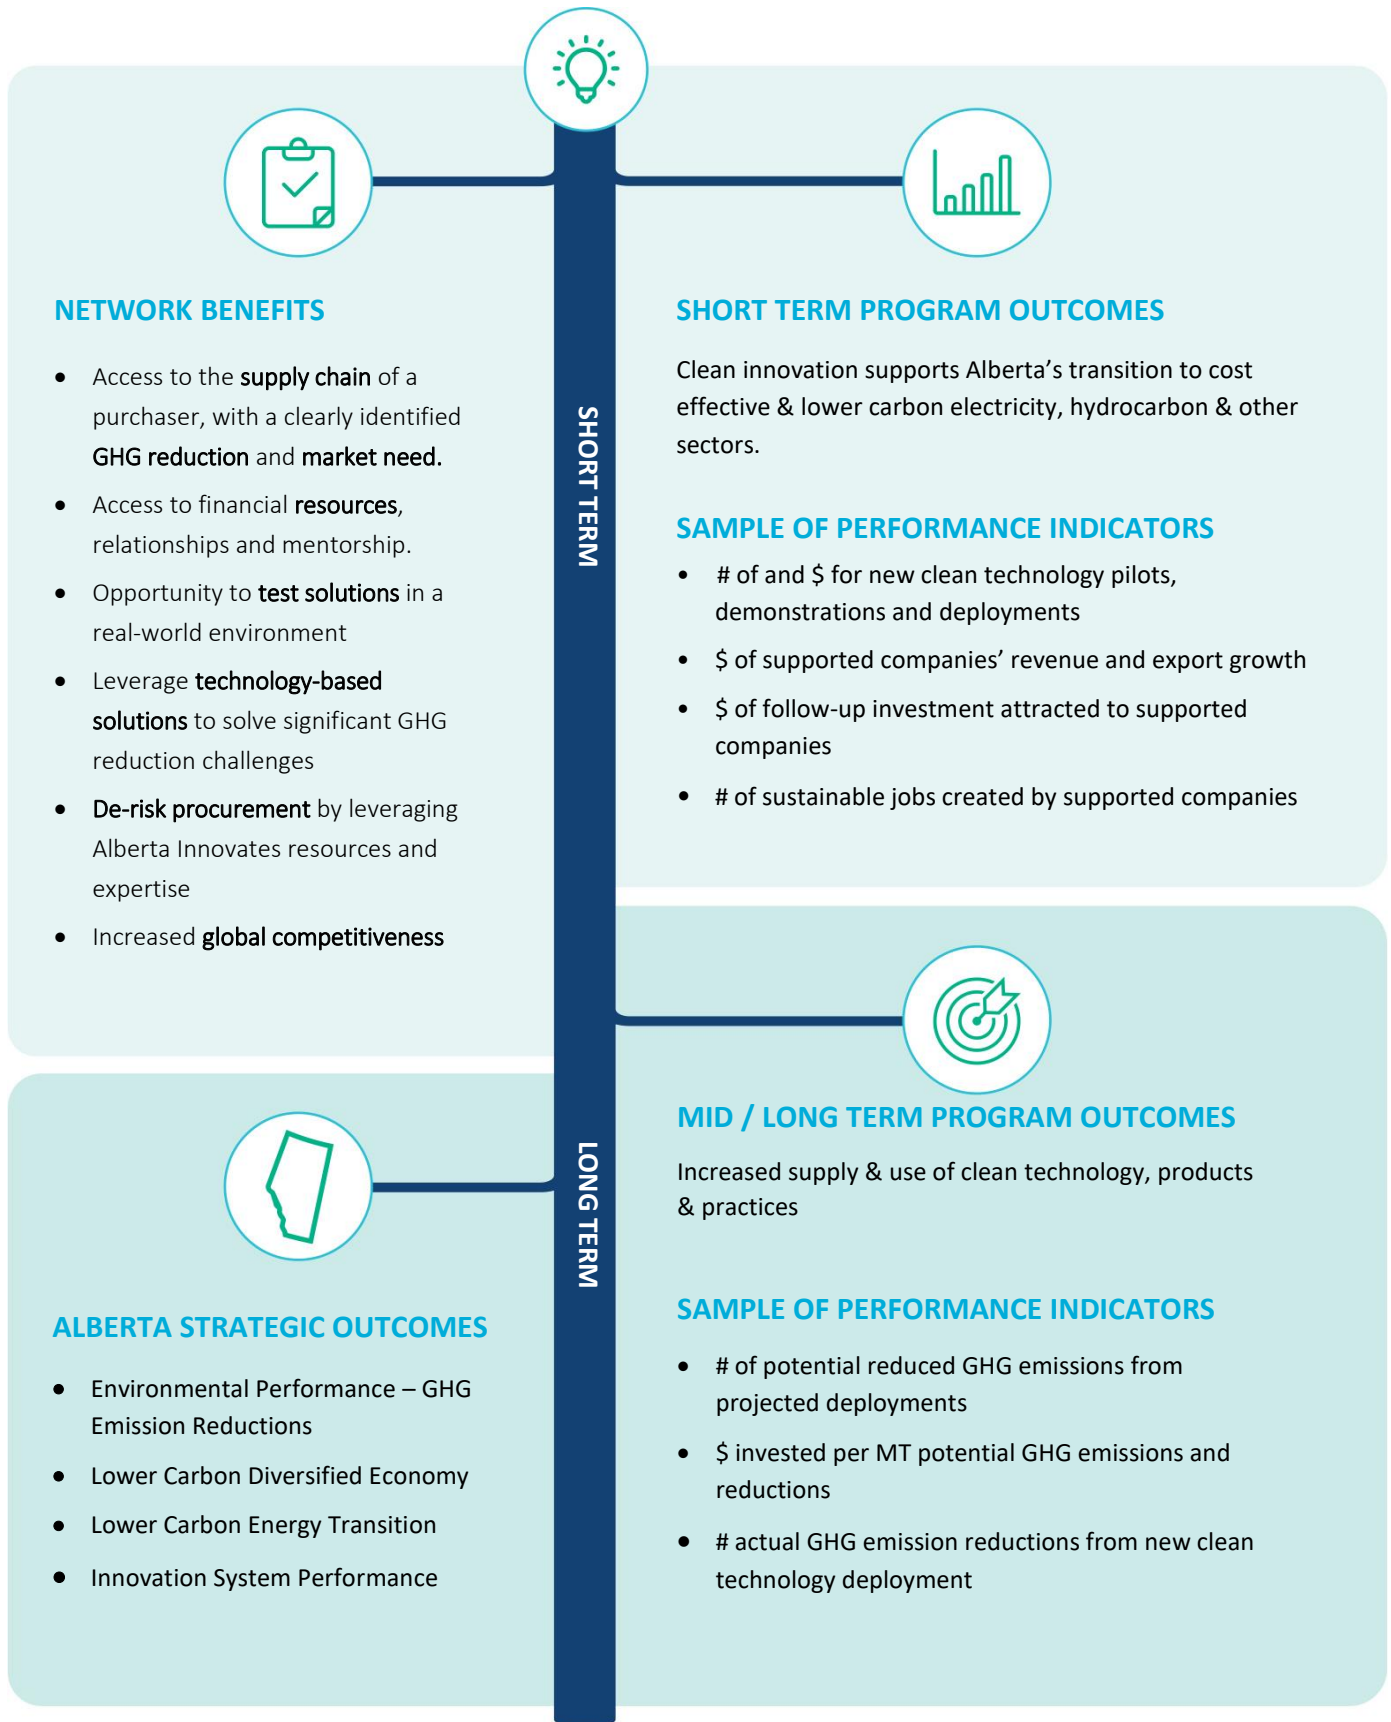 NETWORK BENEFITS
• Access to the supply chain of a
purchaser, with a clearly identified
GHG reduction and market need.
• Access to financial resources,
relationships and mentorship.
• Opportunity to test solutions in a
real-world environment
• Leverage technology-based
solutions to solve significant GHG
reduction challenges
• De-risk procurement by leveraging
Alberta Innovates resources and
expertise
• Increased global competitiveness
SHORT TERM
SHORT TERM PROGRAM OUTCOMES
Clean innovation supports Alberta’s transition to cost
effective & lower carbon electricity, hydrocarbon & other
sectors.
SAMPLE OF PERFORMANCE INDICATORS
• # of and $ for new clean technology pilots,
demonstrations and deployments
• $ of supported companies’ revenue and export growth
• $ of follow-up investment attracted to supported
companies
• # of sustainable jobs created by supported companies
ALBERTA STRATEGIC OUTCOMES
• Environmental Performance – GHG
Emission Reductions
• Lower Carbon Diversified Economy
• Lower Carbon Energy Transition
• Innovation System Performance
LONG TERM
MID / LONG TERM PROGRAM OUTCOMES
Increased supply & use of clean technology, products
& practices
SAMPLE OF PERFORMANCE INDICATORS
• # of potential reduced GHG emissions from
projected deployments
• $ invested per MT potential GHG emissions and
reductions
• # actual GHG emission reductions from new clean
technology deployment